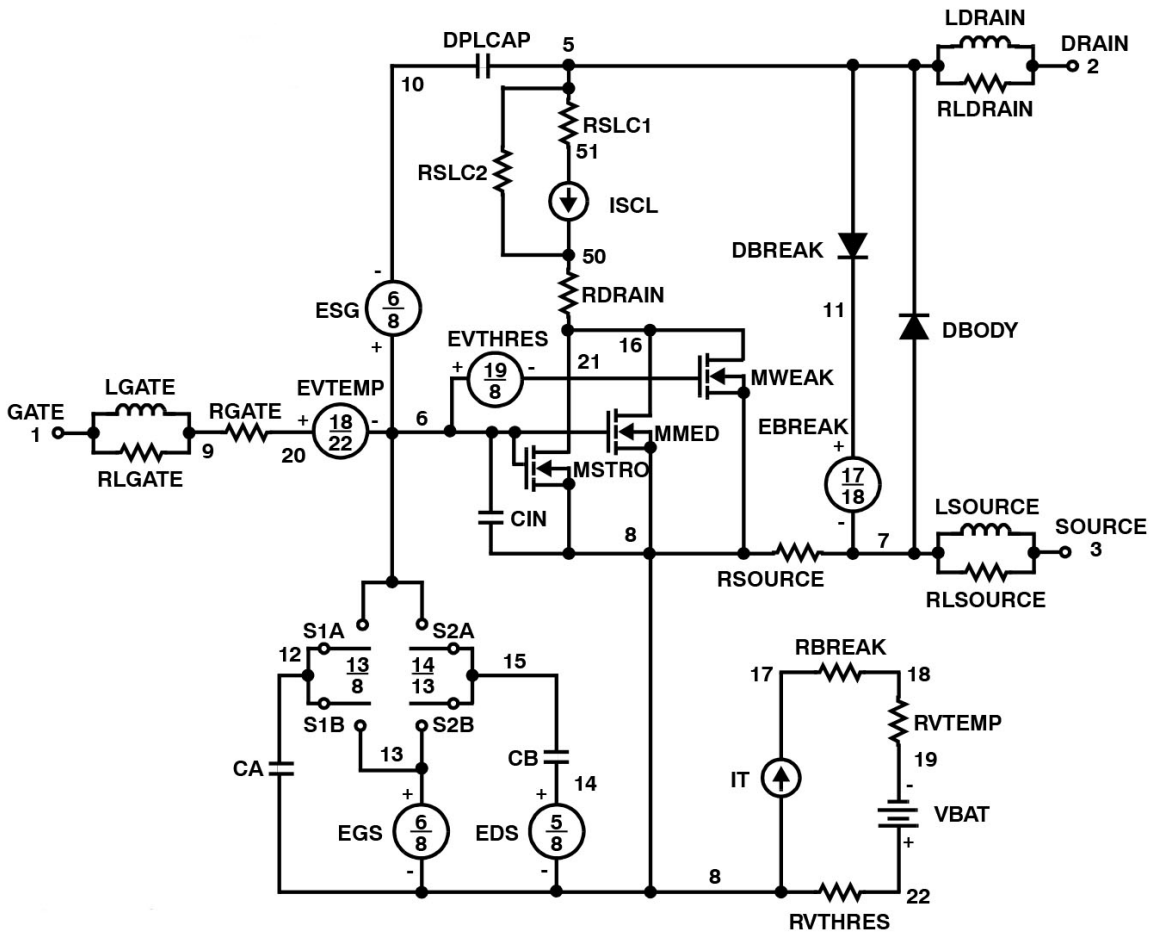 LDRAIN
DPLCAP
5
DRAIN
2
10
RLDRAIN
RSLC1
51
RSLC2
ISCL
50
DBREAK
RDRAIN
11
ESG
6
8
-
+
DBODY
EVTHRES
16
21
+
19
8
-
MWEAK
LGATE
EVTEMP
GATE
1
RGATE
+
18
22
-
6
EBREAK
MMED
9
20
RLGATE
MSTRO
+
17
18
-
LSOURCE
CIN
8
7
SOURCE
3
RSOURCE
RLSOURCE
S1A
S2A
12
13
8
14
13
15
RBREAK
17
18
S1B
S2B
RVTEMP
13
CB
19
CA
14
IT
-
VBAT
+
+
+
EGS
6
8
EDS
5
8
-
-
8
22
RVTHRES